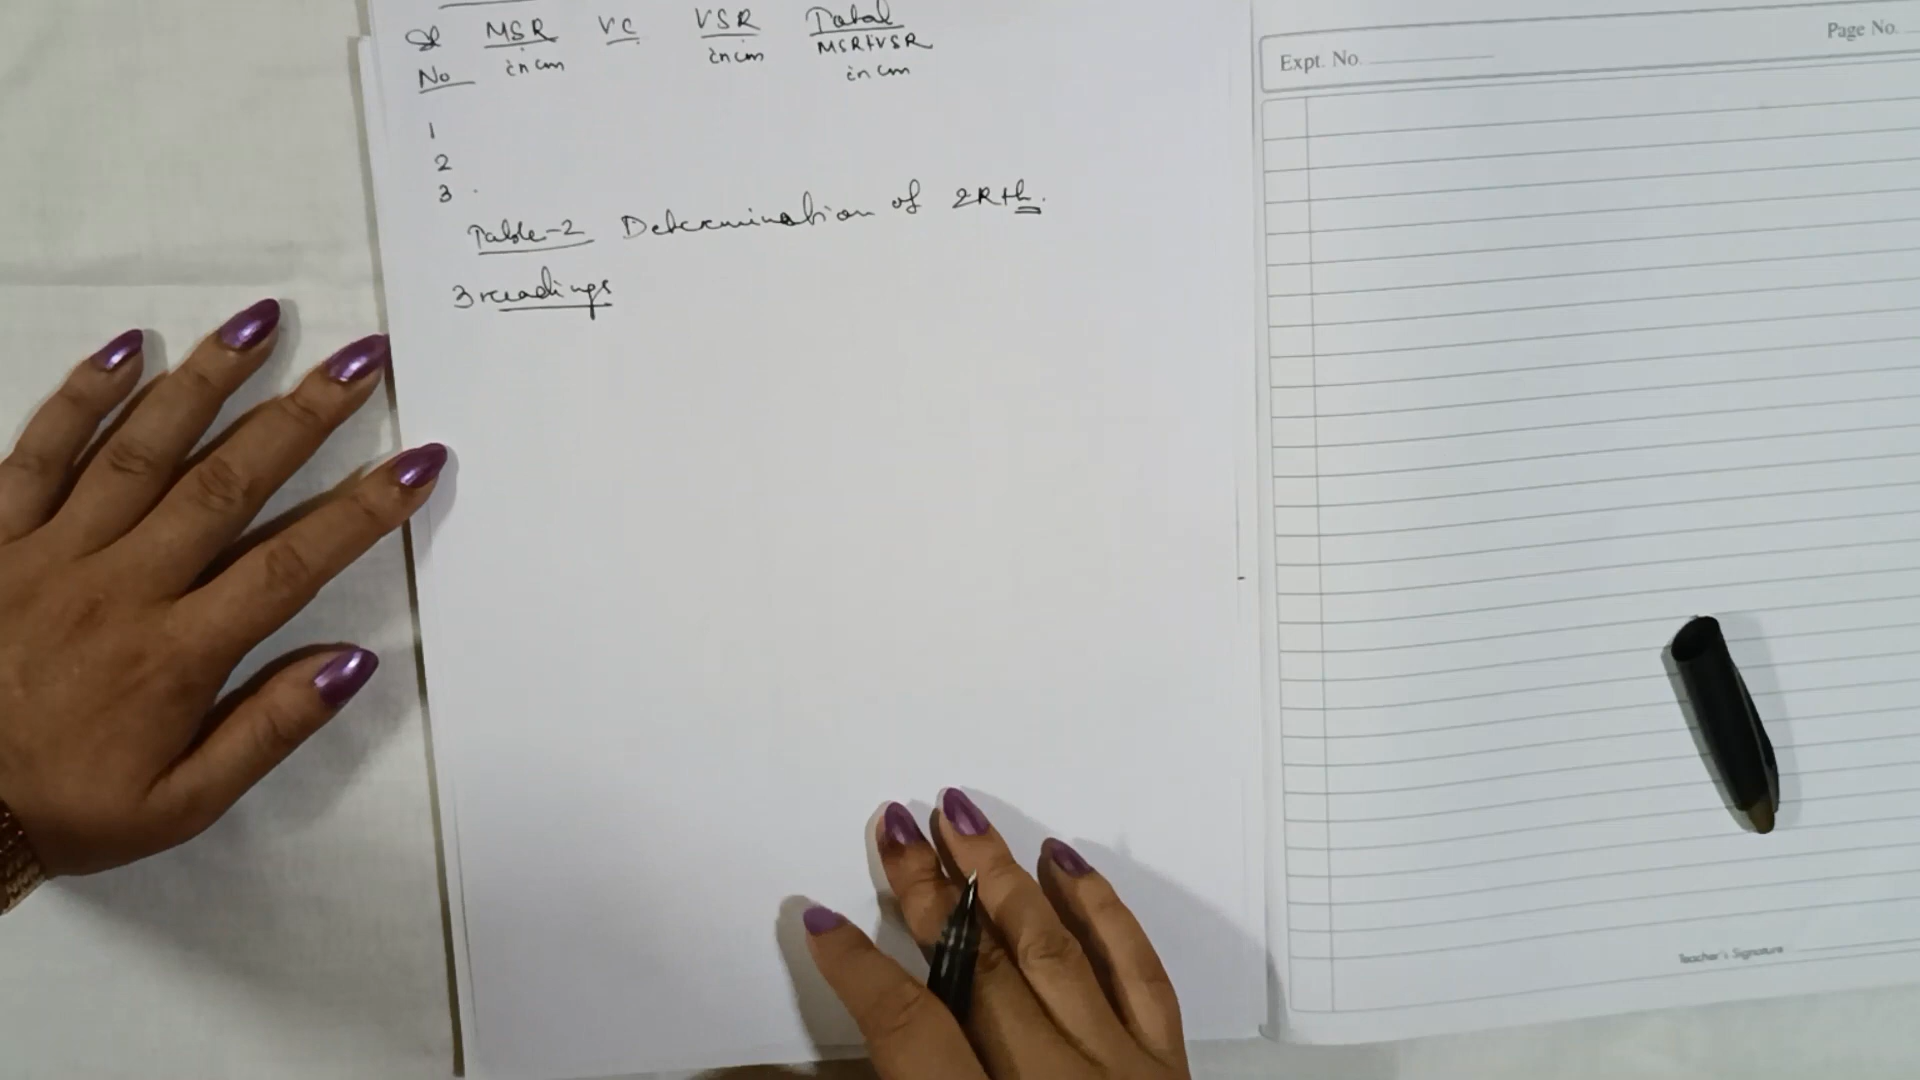 Sl MSR VC VSR Total
No in cm in cm MSR+VSR
in cm
1
2
3
Table-2 Determination of 2R+h.
3 readings
Page No.
Expt. No.
Teacher's Signature